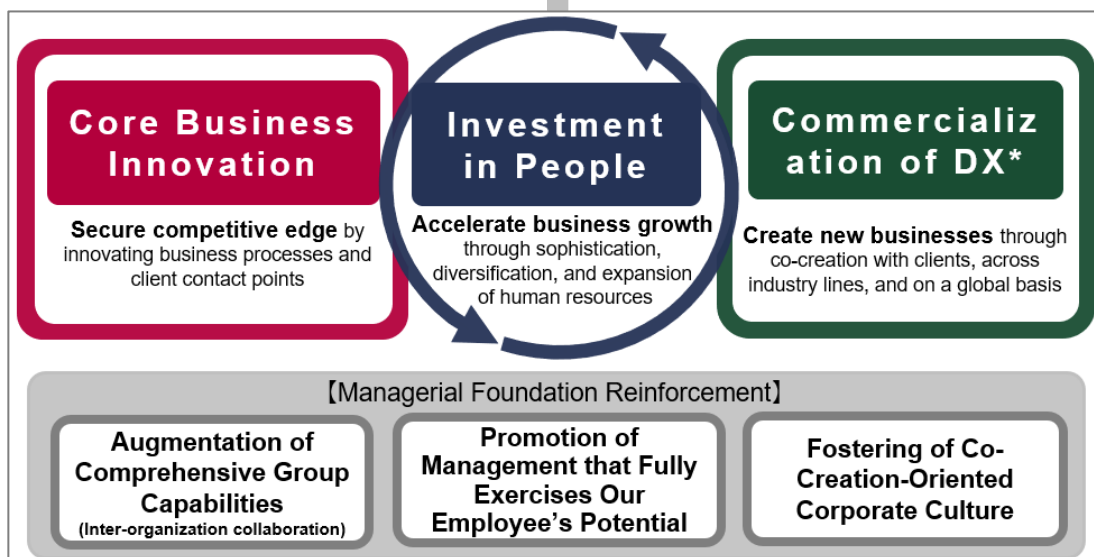 Core Business
Innovation
Secure competitive edge by
innovating business processes and
client contact points
Investment
in People
Accelerate business growth
through sophistication,
diversification, and expansion
of human resources
Commercializ
ation of DX*
Create new businesses through
co-creation with clients, across
industry lines, and on a global basis
【Managerial Foundation Reinforcement】
Augmentation of
Comprehensive Group
Capabilities
(Inter-organization collaboration)
Promotion of
Management that Fully
Exercises Our
Employee’s Potential
Fostering of Co-
Creation-Oriented
Corporate Culture